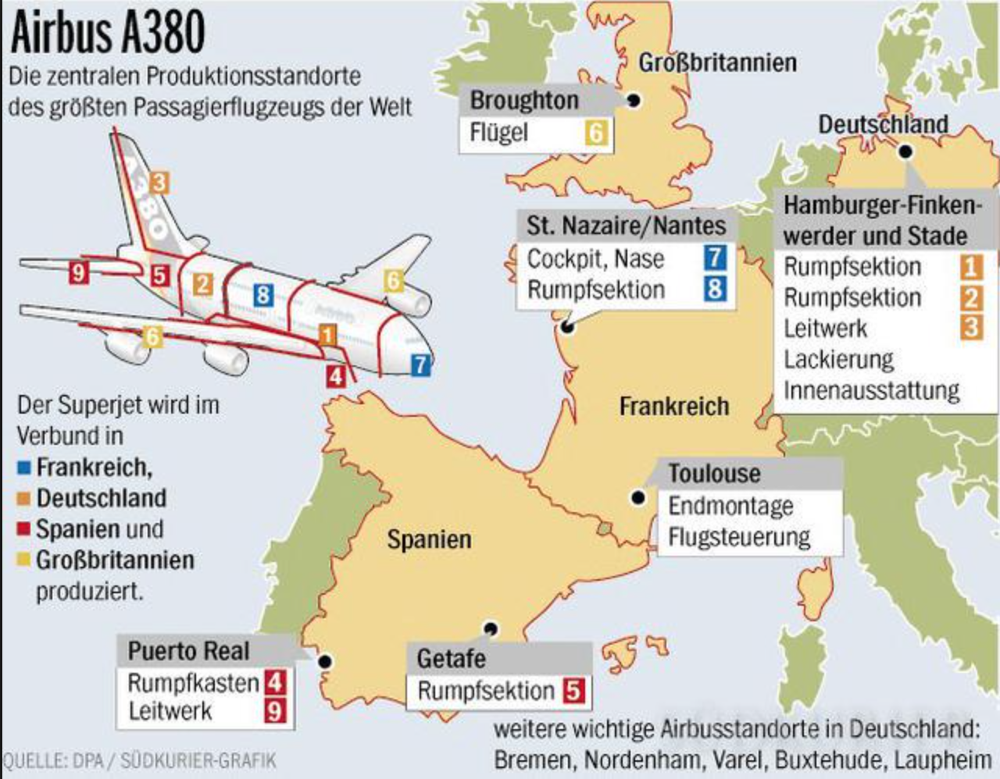 Airbus A380
Die zentralen Produktionsstandorte
des größten Passagierflugzeugs der Welt
Großbritannien
Broughton
Flügel 6
Deutschland
Hamburger-Finken-
werder und Stade
Rumpfsektion 1
Rumpfsektion 2
Leitwerk 3
Lackierung
Innenausstattung
St. Nazaire/Nantes
Cockpit, Nase 7
Rumpfsektion 8
A380
3
9
5
2
8
6
A380
6
1
4
7
Der Superjet wird im
Verbund in
Frankreich,
Deutschland
Spanien und
Großbritannien
produziert.
Frankreich
Toulouse
Endmontage
Flugsteuerung
Spanien
Puerto Real
Rumpfkasten 4
Leitwerk 9
Getafe
Rumpfsektion 5
weitere wichtige Airbusstandorte in Deutschland:
Bremen, Nordenham, Varel, Buxtehude, Laupheim
QUELLE: DPA / SÜDKURIER-GRAFIK